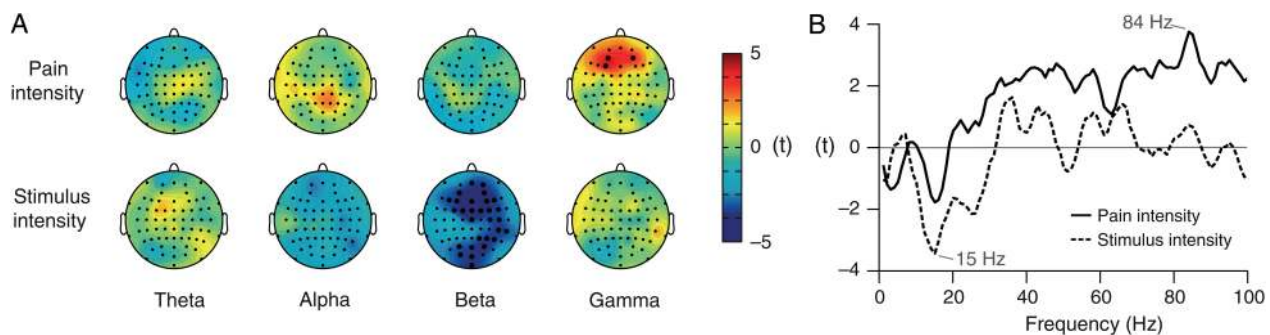 A
Pain
intensity
Stimulus
intensity
Theta
Alpha
Beta
Gamma
5
0
(t)
−5
B
84 Hz
4
2
(t)
0
−2
−4
Pain intensity
Stimulus intensity
15 Hz
0
20
40
60
80
100
Frequency (Hz)